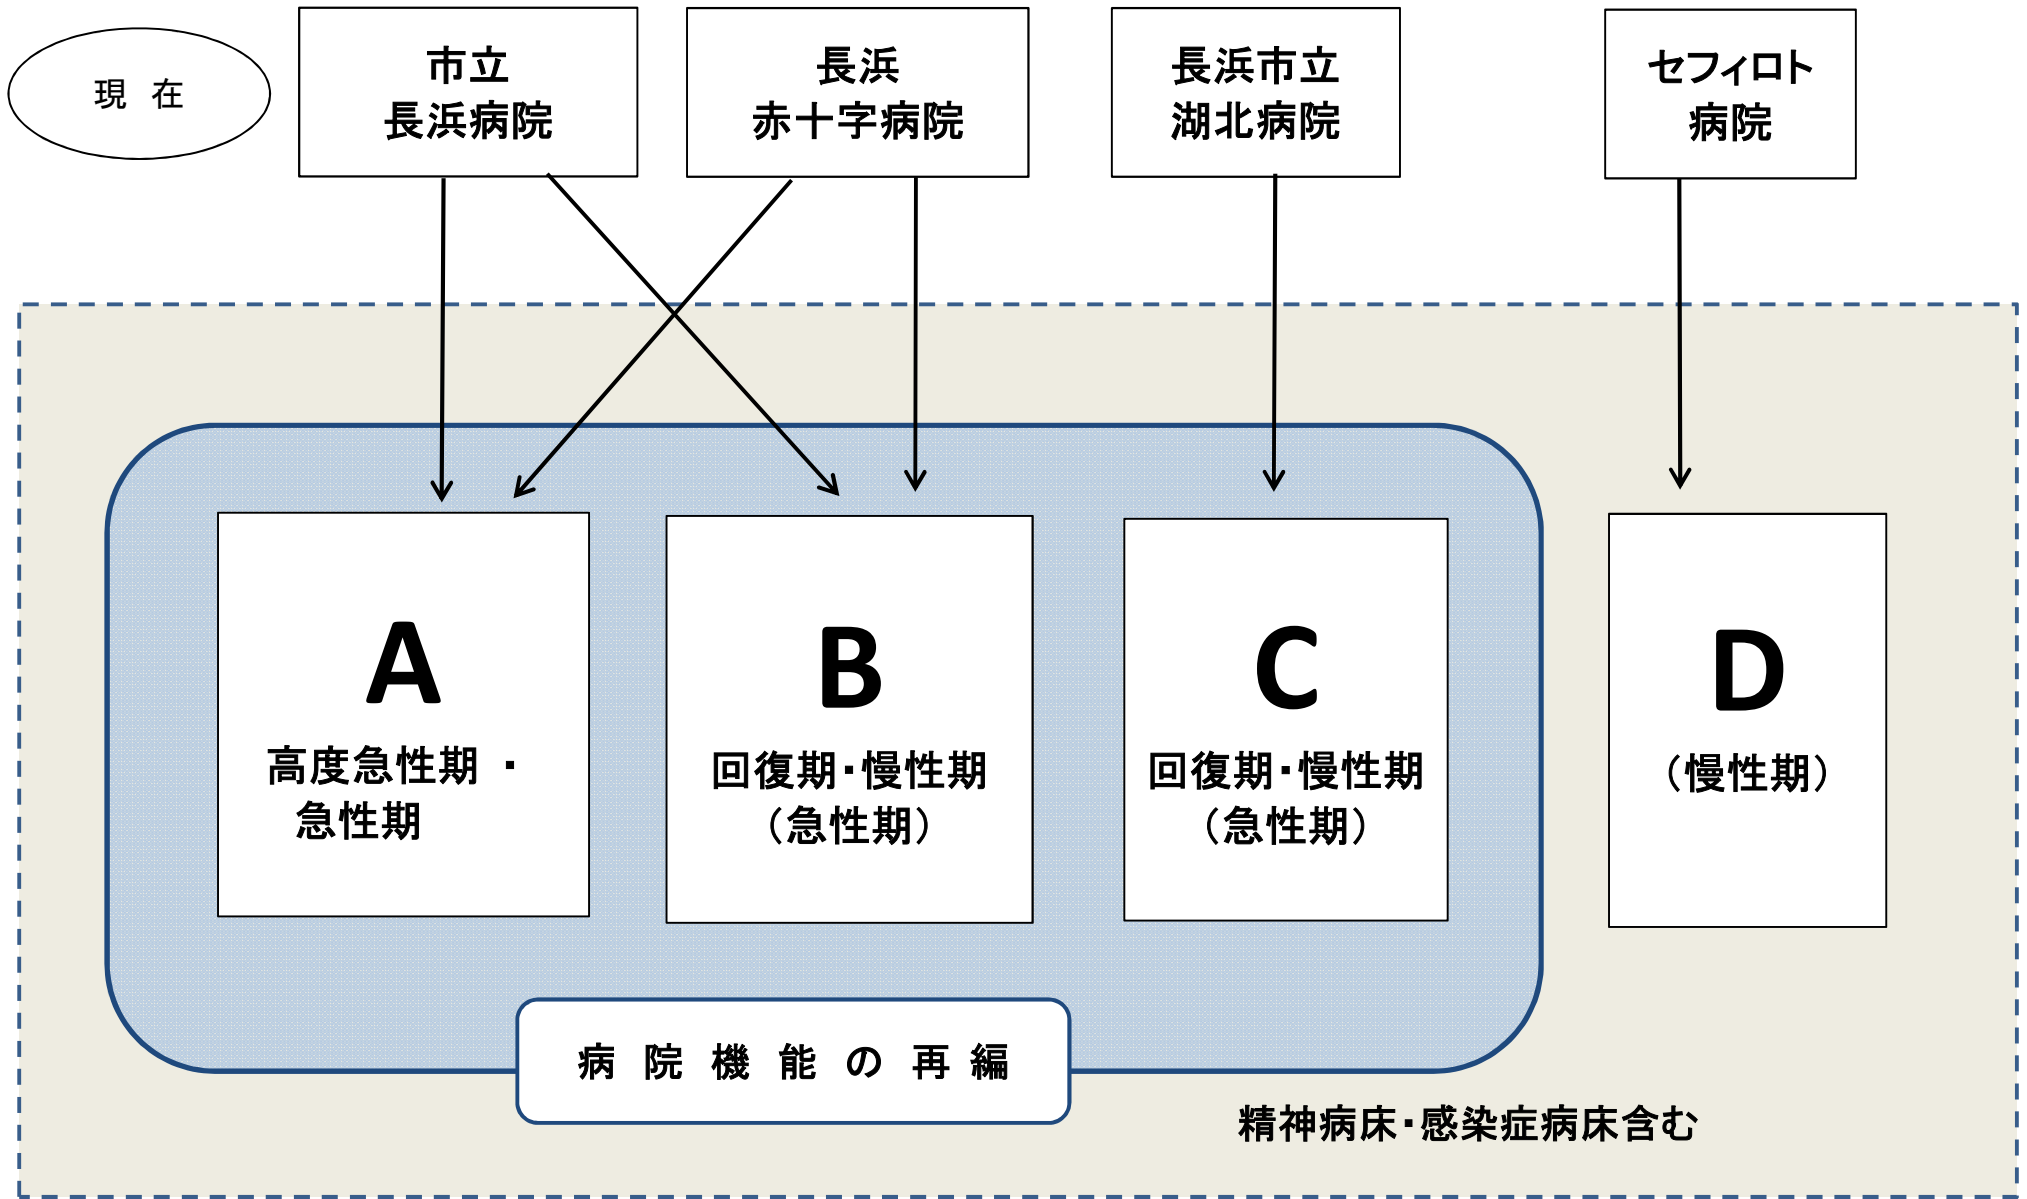 現　在
市立
長浜病院
長浜
赤十字病院
長浜市立
湖北病院
セフィロト
病院
A
高度急性期　・
急性期
B
回復期・慢性期
（急性期）
C
回復期・慢性期
（急性期）
D
（慢性期）
病　院　機　能　の　再　編
精神病床・感染症病床含む